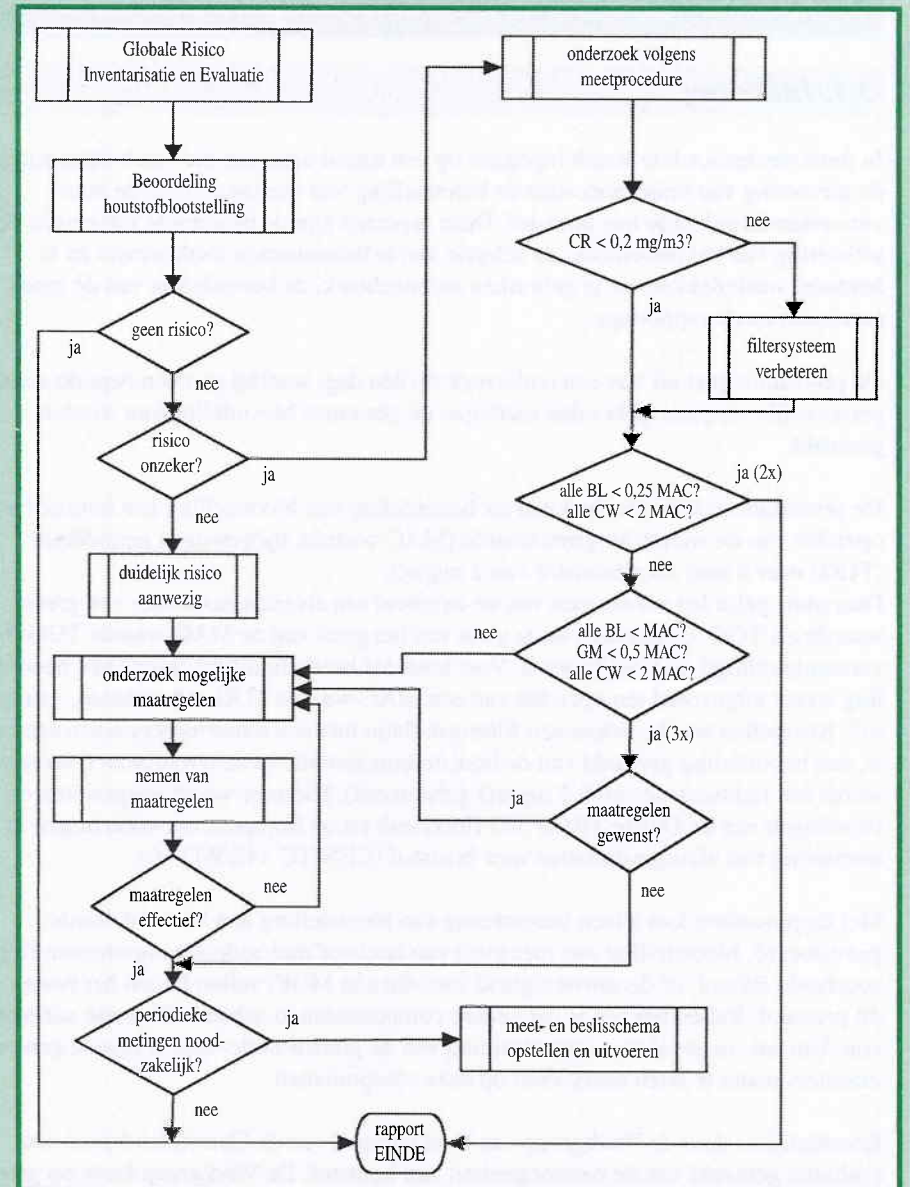 Globale Risico
Inventarisatie en Evaluatie
Beoordeling
houtstofblootstelling
geen risico?
ja
nee
risico
onzeker?
ja
nee
duidelijk risico
aanwezig
onderzoek mogelijke
maatregelen
nemen van
maatregelen
maatregelen
effectief?
nee
ja
periodieke
metingen nood-
zakelijk?
ja
nee
onderzoek volgens
meetprocedure
CR < 0,2 mg/m3?
nee
ja
filtersysteem
verbeteren
alle BL < 0,25 MAC?
alle CW < 2 MAC?
ja (2x)
nee
alle BL < MAC?
GM < 0,5 MAC?
alle CW < 2 MAC?
nee
ja (3x)
maatregelen
gewenst?
ja
nee
meet- en beslisschema
opstellen en uitvoeren
rapport
EINDE